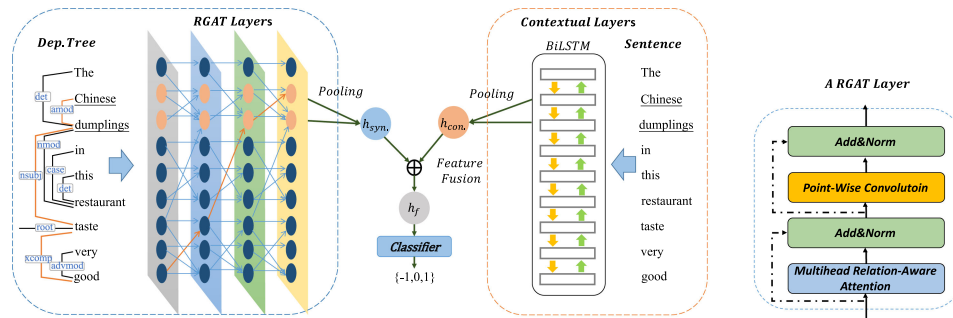 RGAT Layers
Dep.Tree
The
Chinese
dumplings
in
this
restaurant
taste
very
good
det
amod
nmod
case
det
nsubj
root
xcomp
advmod
Pooling
h_syn.
h_con.
Pooling
Feature
Fusion
h_f
Classifier
{-1,0,1}
Contextual Layers
BiLSTM
Sentence
The
Chinese
dumplings
in
this
restaurant
taste
very
good
A RGAT Layer
Add&Norm
Point-Wise Convolutoin
Add&Norm
Multihead Relation-Aware
Attention